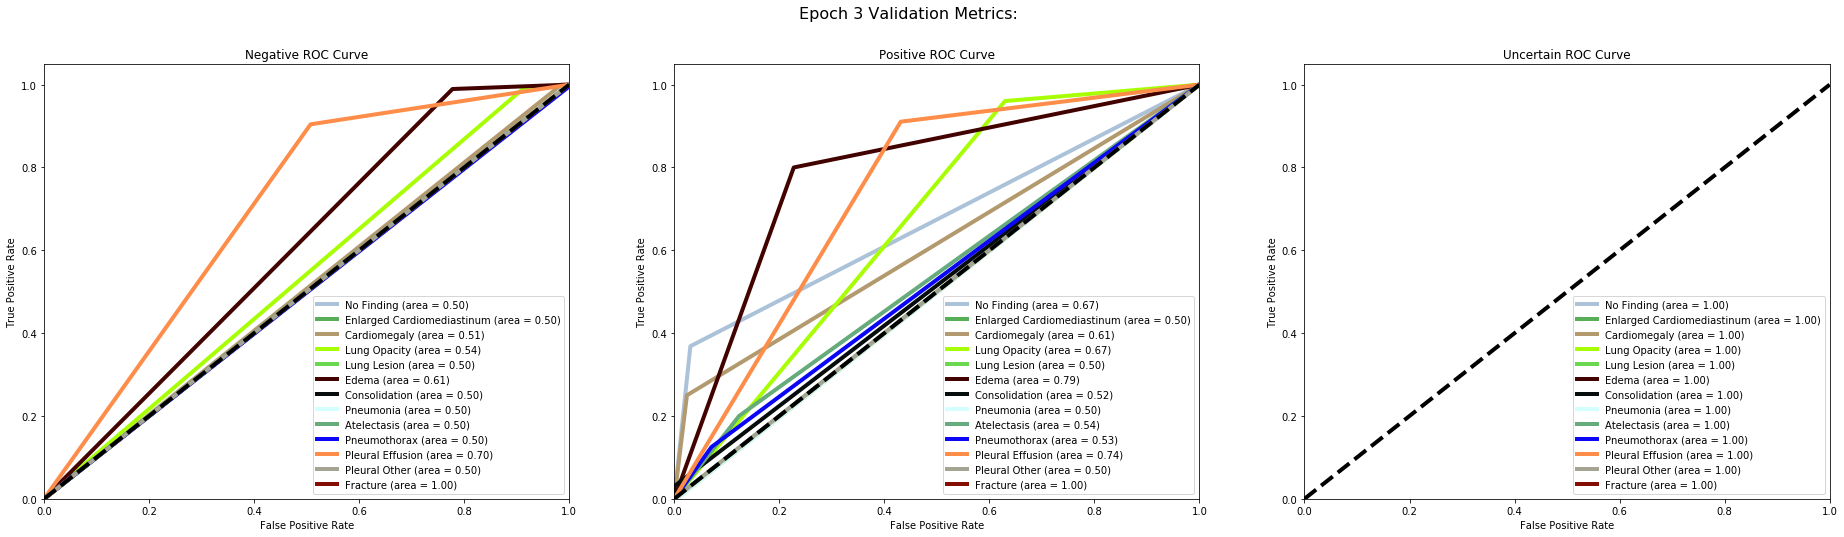 Epoch 3 Validation Metrics:
Negative ROC Curve
True Positive Rate
1.0
0.8
0.6
0.4
0.2
0.0
No Finding (area = 0.50)
Enlarged Cardiomediastinum (area = 0.50)
Cardiomegaly (area = 0.51)
Lung Opacity (area = 0.54)
Lung Lesion (area = 0.50)
Edema (area = 0.61)
Consolidation (area = 0.50)
Pneumonia (area = 0.50)
Atelectasis (area = 0.50)
Pneumothorax (area = 0.50)
Pleural Effusion (area = 0.70)
Pleural Other (area = 0.50)
Fracture (area = 1.00)
0.0 0.2 0.4 0.6 0.8 1.0
False Positive Rate
Positive ROC Curve
True Positive Rate
1.0
0.8
0.6
0.4
0.2
0.0
No Finding (area = 0.67)
Enlarged Cardiomediastinum (area = 0.50)
Cardiomegaly (area = 0.61)
Lung Opacity (area = 0.67)
Lung Lesion (area = 0.50)
Edema (area = 0.79)
Consolidation (area = 0.52)
Pneumonia (area = 0.50)
Atelectasis (area = 0.54)
Pneumothorax (area = 0.53)
Pleural Effusion (area = 0.74)
Pleural Other (area = 0.50)
Fracture (area = 1.00)
0.0 0.2 0.4 0.6 0.8 1.0
False Positive Rate
Uncertain ROC Curve
True Positive Rate
1.0
0.8
0.6
0.4
0.2
0.0
No Finding (area = 1.00)
Enlarged Cardiomediastinum (area = 1.00)
Cardiomegaly (area = 1.00)
Lung Opacity (area = 1.00)
Lung Lesion (area = 1.00)
Edema (area = 1.00)
Consolidation (area = 1.00)
Pneumonia (area = 1.00)
Atelectasis (area = 1.00)
Pneumothorax (area = 1.00)
Pleural Effusion (area = 1.00)
Pleural Other (area = 1.00)
Fracture (area = 1.00)
0.0 0.2 0.4 0.6 0.8 1.0
False Positive Rate